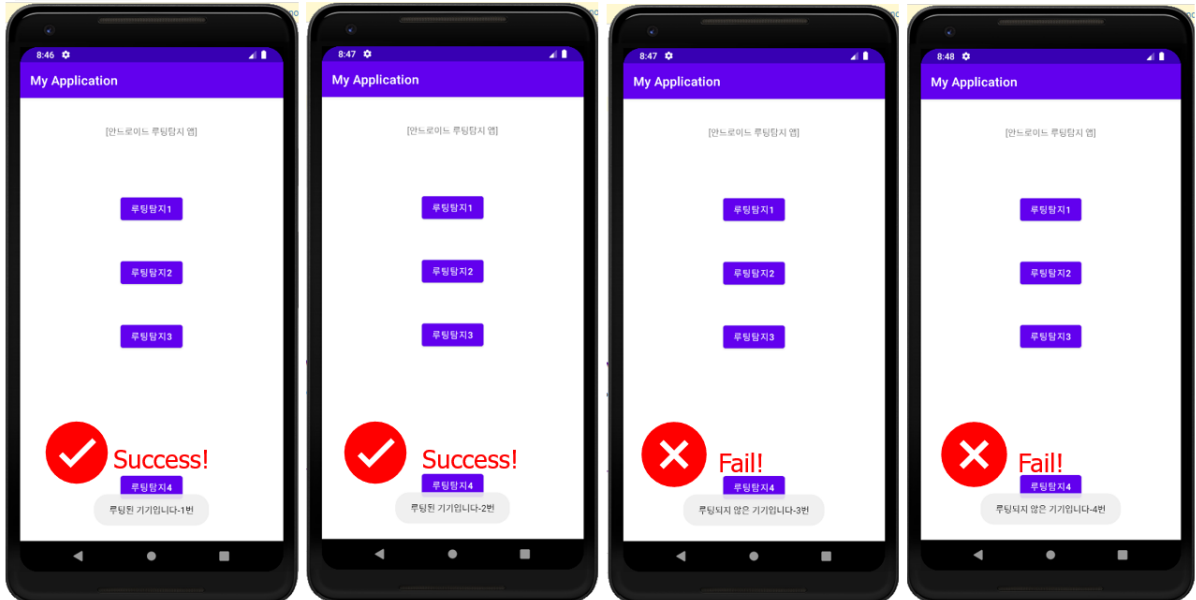 8:46
My Application
[안드로이드 루팅탐지 앱]
루팅탐지1
루팅탐지2
루팅탐지3
Success!
루팅탐지4
루팅된 기기입니다-1번
8:47
My Application
[안드로이드 루팅탐지 앱]
루팅탐지1
루팅탐지2
루팅탐지3
Success!
루팅탐지4
루팅된 기기입니다-2번
8:47
My Application
[안드로이드 루팅탐지 앱]
루팅탐지1
루팅탐지2
루팅탐지3
Fail!
루팅탐지4
루팅되지 않은 기기입니다-3번
8:48
My Application
[안드로이드 루팅탐지 앱]
루팅탐지1
루팅탐지2
루팅탐지3
Fail!
루팅탐지4
루팅되지 않은 기기입니다-4번